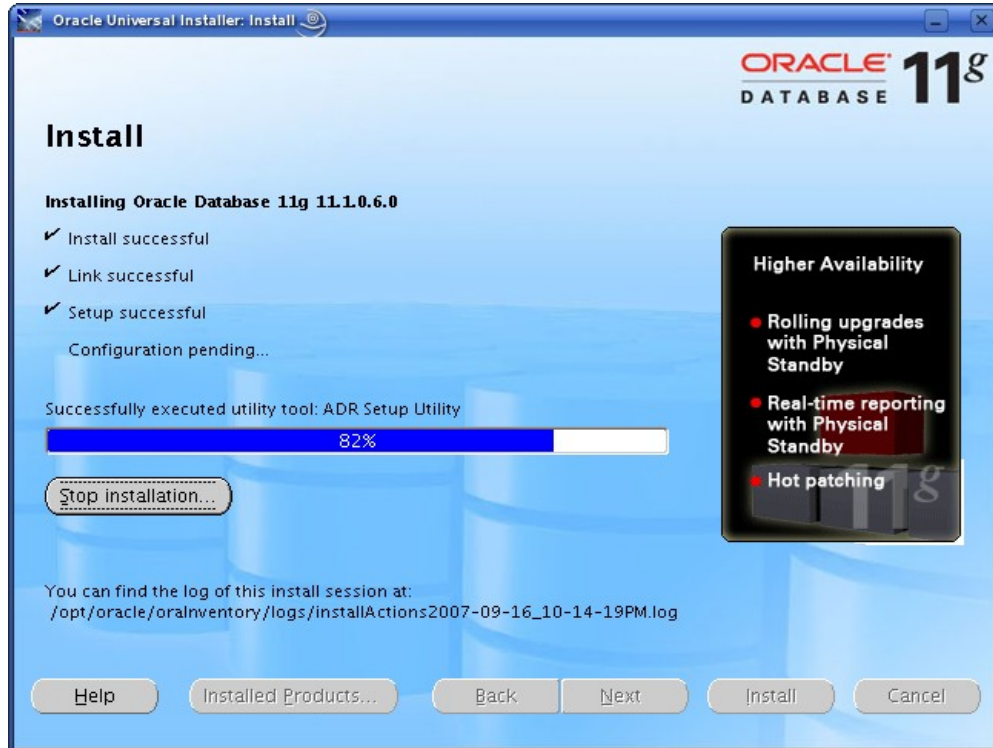 Oracle Universal Installer: Install
ORACLE 11g
DATABASE
Install
Installing Oracle Database 11g 11.1.0.6.0
Install successful
Link successful
Setup successful
Configuration pending...
Successfully executed utility tool: ADR Setup Utility
82%
Stop installation...
Higher Availability
Rolling upgrades
with Physical
Standby
Real-time reporting
with Physical
Standby
Hot patching
11g
You can find the log of this install session at:
/opt/oracle/oraInventory/logs/installActions2007-09-16_10-14-19PM.log
Help
Installed Products...
Back
Next
Install
Cancel